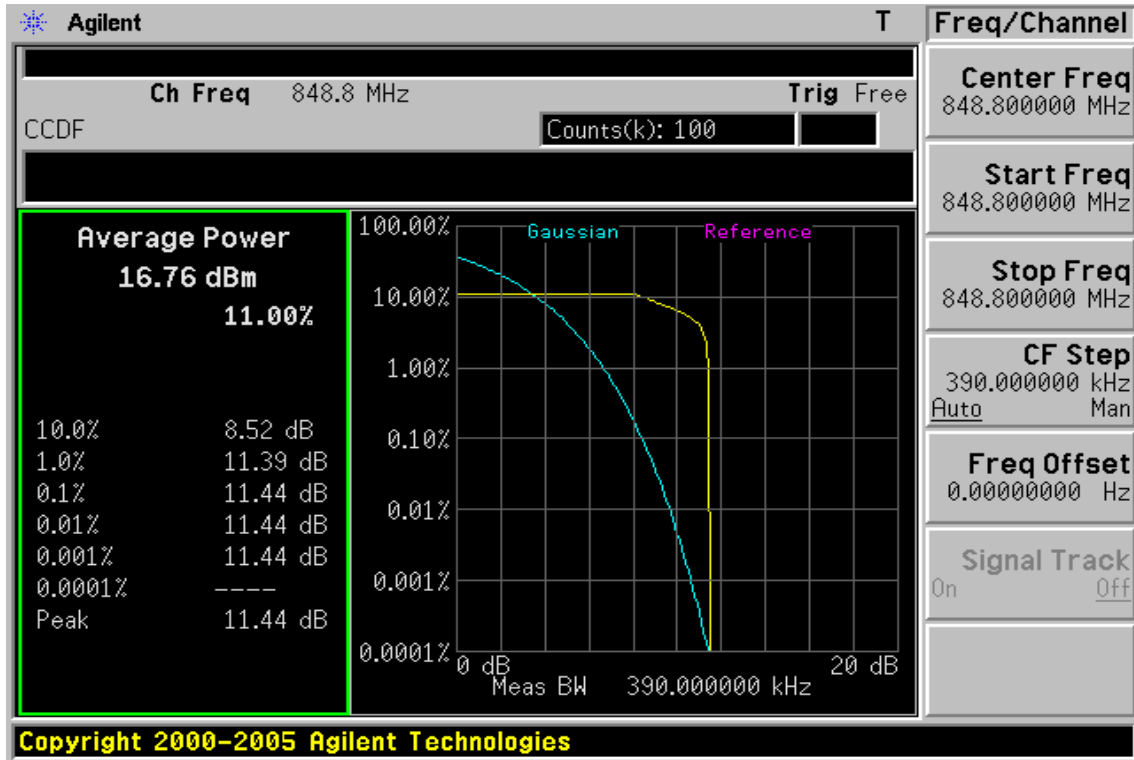 Agilent T Freq/Channel
Ch Freq 848.8 MHz Trig Free
CCDF Counts(k): 100
Center Freq
848.800000 MHz
Start Freq
848.800000 MHz
Stop Freq
848.800000 MHz
CF Step
390.000000 kHz
Auto Man
Freq Offset
0.00000000 Hz
Signal Track
On Off
Average Power
16.76 dBm
11.00%
10.0% 8.52 dB
1.0% 11.39 dB
0.1% 11.44 dB
0.01% 11.44 dB
0.001% 11.44 dB
0.0001% ----
Peak 11.44 dB
Gaussian Reference
100.00%
10.00%
1.00%
0.10%
0.01%
0.001%
0.0001%
0 dB 20 dB
Meas BW 390.000000 kHz
Copyright 2000-2005 Agilent Technologies